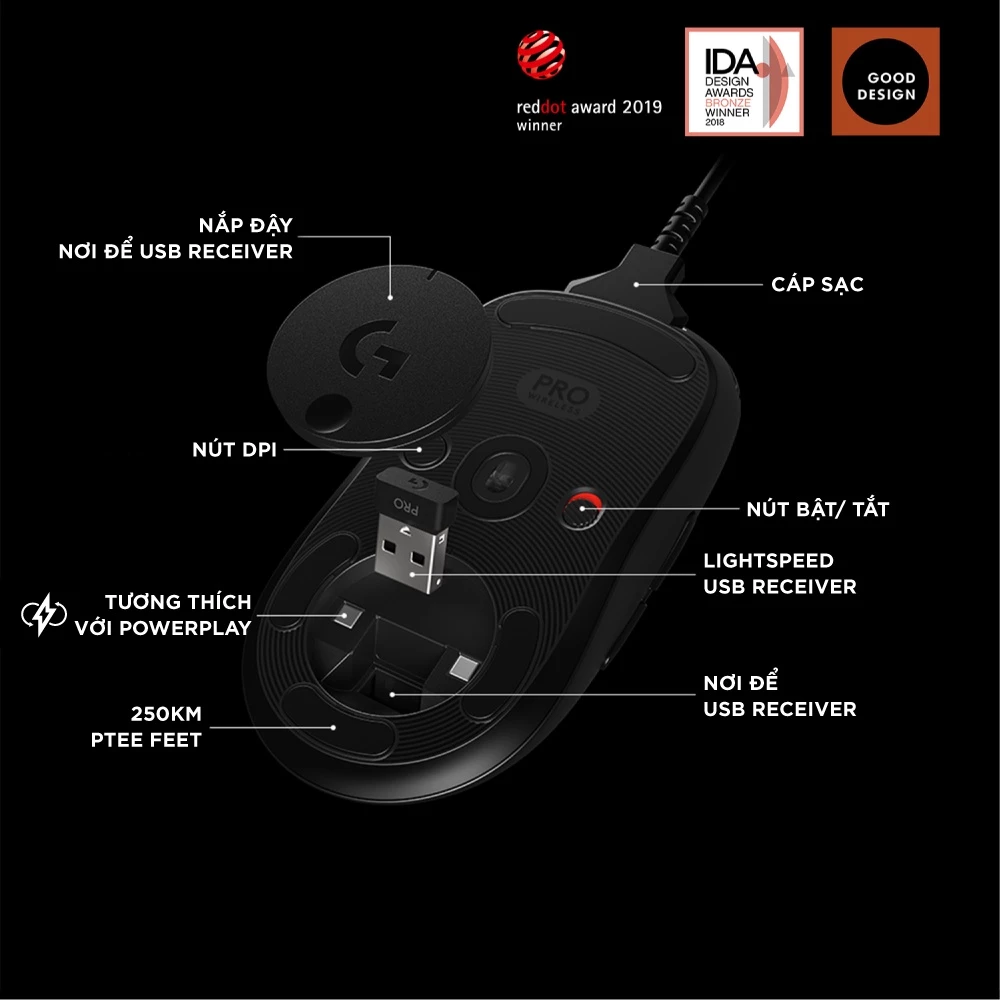 reddot award 2019
winner
IDA
DESIGN
AWARDS
BRONZE
WINNER
2018
GOOD
DESIGN
NẮP ĐẬY
NƠI ĐỂ USB RECEIVER
CÁP SẠC
PRO
WIRELESS
NÚT DPI
PRO
NÚT BẬT/ TẮT
LIGHTSPEED
USB RECEIVER
TƯƠNG THÍCH
VỚI POWERPLAY
NƠI ĐỂ
USB RECEIVER
250KM
PTEE FEET